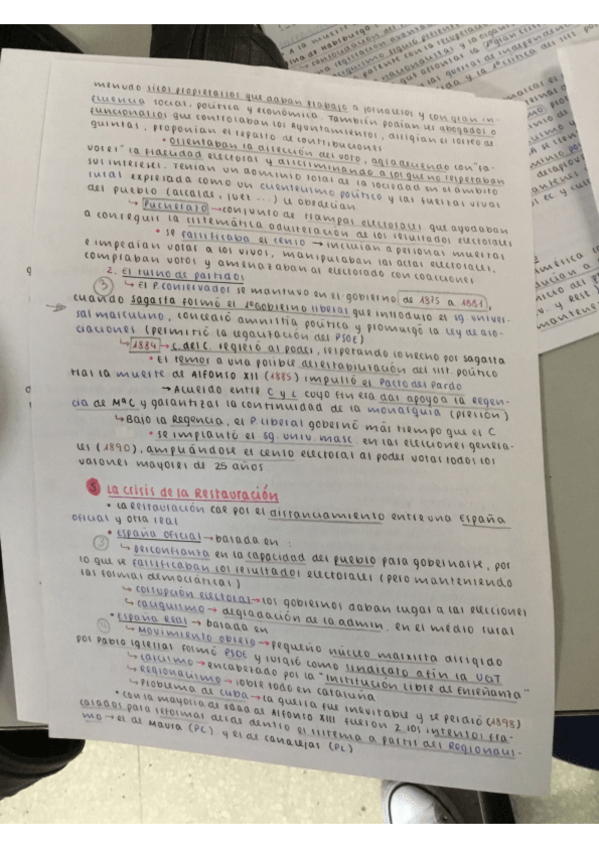 menudo ricos propietarios que daban trabajo a jornaleros y con gran in-
fluencia social, política y económica. También podían ser abogados o
funcionarios que controlaban los Ayuntamientos, dirigían el sorteo de
quintas, proponían el reparto de contribuciones
• Orientaban la dirección del voto, agradeciendo con "fa-
vores" la fidelidad electoral y discriminando a los que no respetaban
sus intereses. Tenían un dominio total de la sociedad en el ámbito
rural expresada como un clientelismo político y las fuerzas vivas
del pueblo (alcalde, juez ...) le obedecían
↳ Pucherazo → conjunto de trampas electorales que ayudaban
a conseguir la sistemática adulteración de los resultados electorales
• se falsificaba el censo → incluían a personas muertas
e impedían votar a los vivos, manipulaban las actas electorales,
compraban votos y amenazaban al electorado con coacciones
2. El turno de partidos
③ ↳ El P. conservador se mantuvo en el gobierno de 1875 a 1881,
cuando Sagasta formó el 1º gobierno liberal que introdujo el sg. univer-
sal masculino, concedió amnistía política y promulgó la Ley de aso-
ciaciones (permitió la legalización del PSOE)
↳ 1884 → C. del C. regresó al poder, respetando lo hecho por Sagasta
• El temor a una posible desestabilización del sist. político
tras la muerte de Alfonso XII (1885) impulsó el Pacto del Pardo
→ Acuerdo entre C y L cuyo fin era dar apoyo a la Regen-
cia de MªC y garantizar la continuidad de la monarquía (presión)
↳ Bajo la Regencia, el P. liberal gobernó más tiempo que el C
• se implantó el sg. univ. masc. en las elecciones genera-
les (1890), ampliándose el censo electoral al poder votar todos los
varones mayores de 25 años
5 La crisis de la Restauración
• La Restauración cae por el distanciamiento entre una España
oficial y otra real
• España oficial → basada en:
③ ↳ Desconfianza en la capacidad del pueblo para gobernarse, por
lo que se falsificaban los resultados electorales (pero manteniendo
las formas democráticas)
↳ Corrupción electoral → los gobiernos daban lugar a las elecciones
↳ caciquismo → degradación de la admin. en el medio rural
• España Real → basada en
↳ Movimiento obrero → pequeño núcleo marxista dirigido
por Pablo Iglesias formó PSOE y surgió como sindicato afín la UGT
↳ Laicismo → encabezado por la "Institución Libre de Enseñanza"
↳ Regionalismo → sobre todo en Cataluña
↳ Problema de Cuba → la guerra fue inevitable y se perdió (1898)
• Con la mayoría de edad de Alfonso XIII fueron 2 los intentos fra-
casados para reformas desde dentro el sistema a partir del Regionalis-
mo → el de Maura (PC) y el de Canalejas (PL)